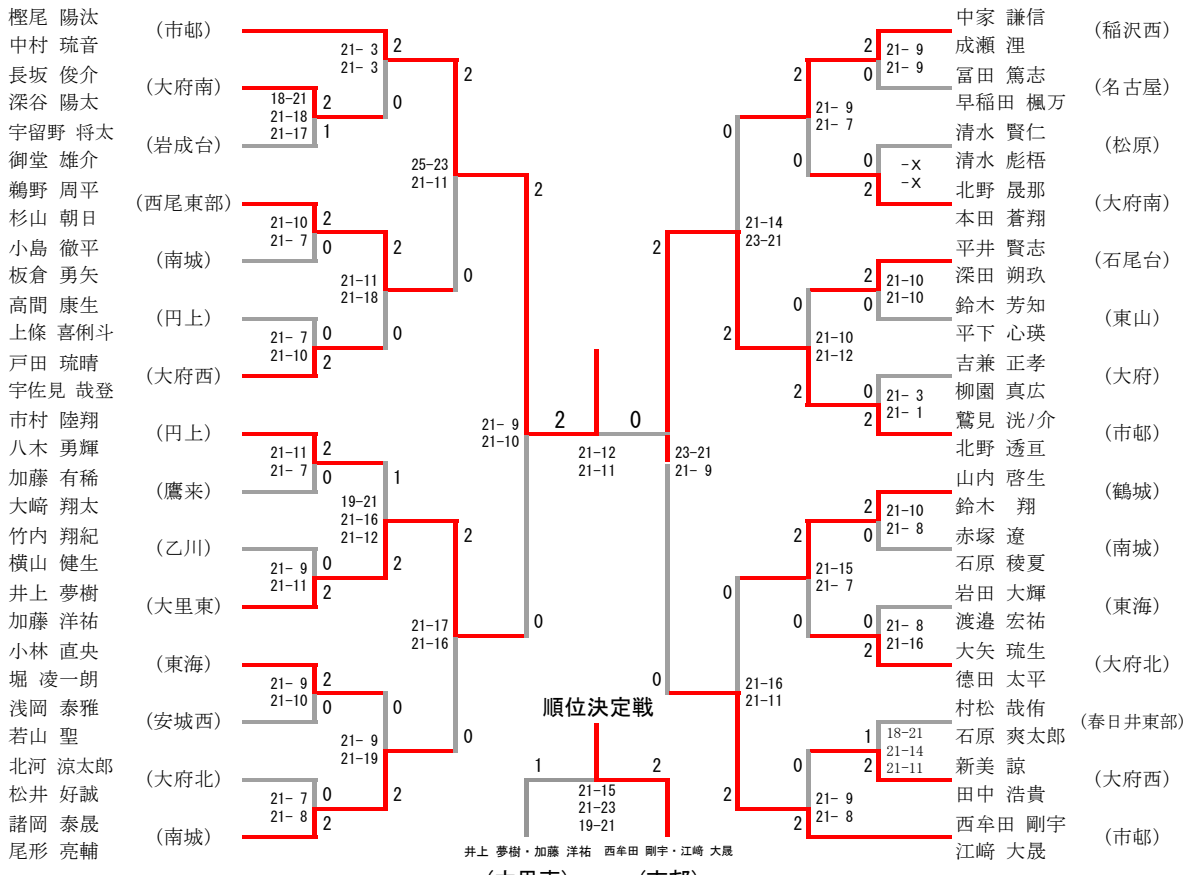 樫尾 陽汰
中村 琉音
(市邨)
長坂 俊介
深谷 陽太
(大府南)
宇留野 将太
御堂 雄介
(岩成台)
鵜野 周平
杉山 朝日
(西尾東部)
小島 徹平
板倉 勇矢
(南城)
高間 康生
上條 喜俐斗
(円上)
戸田 琉晴
宇佐見 哉登
(大府西)
市村 陸翔
八木 勇輝
(円上)
加藤 有稀
大﨑 翔太
(鷹来)
竹内 翔紀
横山 健生
(乙川)
井上 夢樹
加藤 洋祐
(大里東)
小林 直央
堀 凌一朗
(東海)
浅岡 泰雅
若山 聖
(安城西)
北河 涼太郎
松井 好誠
(大府北)
諸岡 泰晟
尾形 亮輔
(南城)
21- 3
21- 3
2
0
18-21
21-18
21-17
2
1
2
0
25-23
21-11
21-10
21- 7
2
0
21-11
21-18
2
0
21- 7
21-10
0
2
2
0
21- 9
21-10
21-11
21- 7
2
0
19-21
21-16
21-12
1
2
21- 9
21-11
0
2
21-17
21-16
2
0
21- 9
21-10
2
0
21- 9
21-19
0
2
21- 7
21- 8
0
2
2
0
21-12
21-11
中家 謙信
成瀬 浬
(稲沢西)
冨田 篤志
早稲田 楓万
(名古屋)
清水 賢仁
清水 彪梧
(松原)
北野 晟那
本田 蒼翔
(大府南)
平井 賢志
深田 朔玖
(石尾台)
鈴木 芳知
平下 心瑛
(東山)
吉兼 正孝
柳園 真広
(大府)
鷲見 洸ﾉ介
北野 透亘
(市邨)
山内 啓生
鈴木 翔
(鶴城)
赤塚 遼
石原 稜夏
(南城)
岩田 大輝
渡邉 宏祐
(東海)
大矢 琉生
德田 太平
(大府北)
村松 哉侑
石原 爽太郎
(春日井東部)
新美 諒
田中 浩貴
(大府西)
西牟田 剛宇
江﨑 大晟
(市邨)
2
0
21- 9
21- 9
2
0
21- 9
21- 7
0
2
-X
-X
0
2
21-14
23-21
2
0
21-10
21-10
0
2
21-10
21-12
0
2
21- 3
21- 1
2
0
23-21
21- 9
2
0
21-10
21- 8
2
0
21-15
21- 7
0
2
21- 8
21-16
0
2
21-16
21-11
1
2
18-21
21-14
21-11
0
2
21- 9
21- 8
順位決定戦
1
2
21-15
21-23
19-21
井上 夢樹・加藤 洋祐 西牟田 剛宇・江﨑 大晟
(大里東) (市邨)